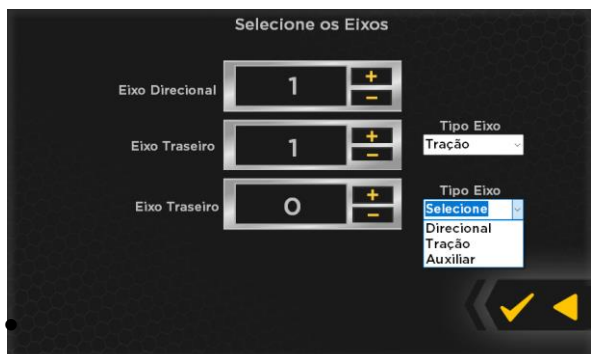 Selecione os Eixos
Eixo Direcional
1
+
-
Eixo Traseiro
1
+
-
Tipo Eixo
Tração
Eixo Traseiro
0
+
-
Tipo Eixo
Selecione
Direcional
Tração
Auxiliar